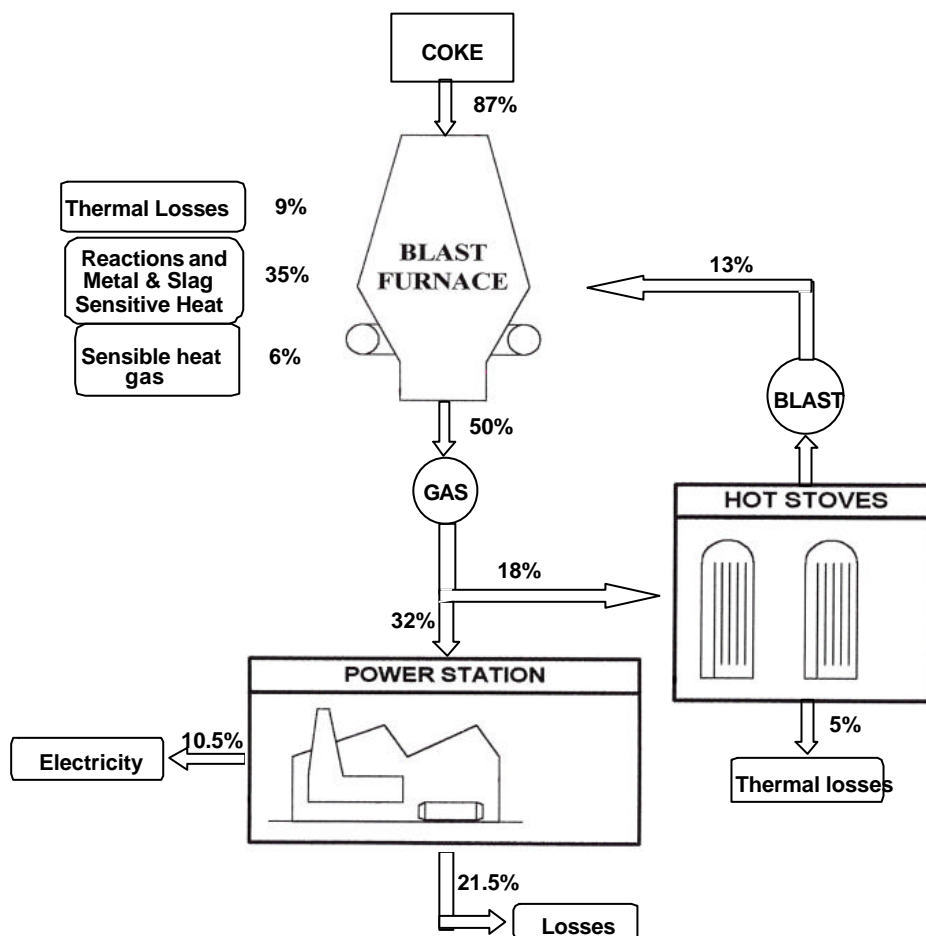 COKE
87%
Thermal Losses 9%
Reactions and
Metal & Slag
Sensitive Heat
35%
Sensible heat
gas
6%
BLAST
FURNACE
13%
BLAST
50%
GAS
HOT STOVES
18%
32%
POWER STATION
5%
Thermal losses
10.5%
Electricity
21.5%
Losses